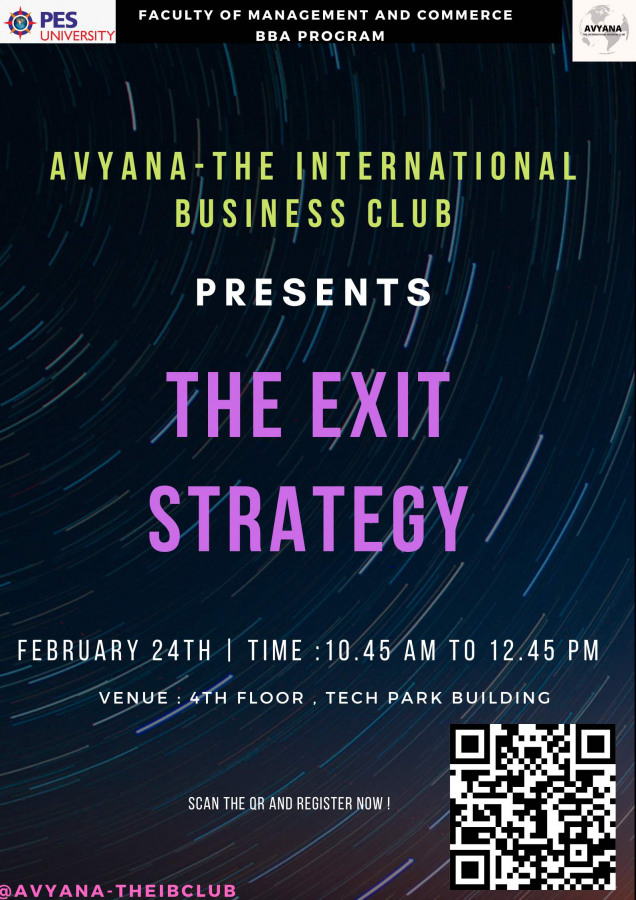 PES
UNIVERSITY
FACULTY OF MANAGEMENT AND COMMERCE
BBA PROGRAM
AVYANA
AVYANA-THE INTERNATIONAL
BUSINESS CLUB
PRESENTS
THE EXIT
STRATEGY
FEBRUARY 24TH | TIME :10.45 AM TO 12.45 PM
VENUE : 4TH FLOOR , TECH PARK BUILDING
SCAN THE QR AND REGISTER NOW !
@AVYANA-THEIBCLUB